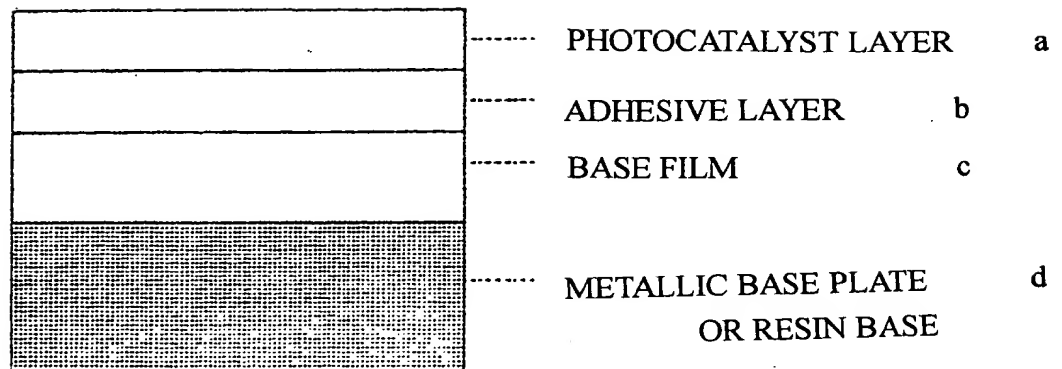 PHOTOCATALYST LAYER a
ADHESIVE LAYER b
BASE FILM c
METALLIC BASE PLATE d
OR RESIN BASE